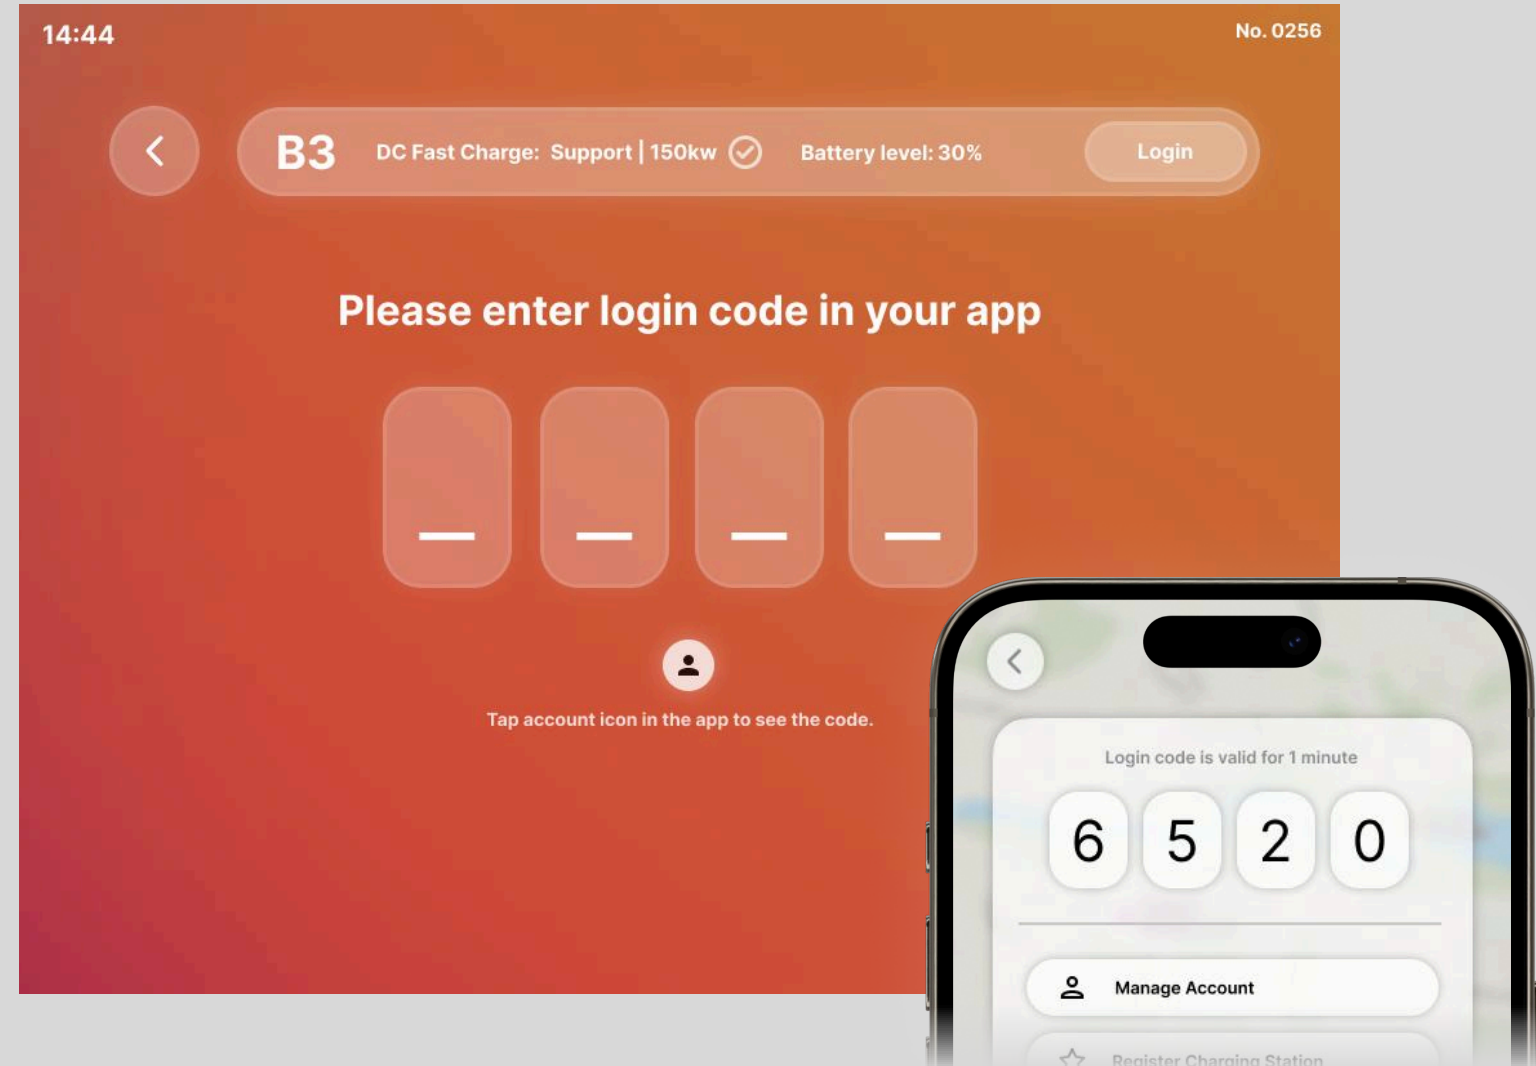 14:44
No. 0256
B3 DC Fast Charge: Support | 150kw Battery level: 30% Login
Please enter login code in your app
Tap account icon in the app to see the code.
Login code is valid for 1 minute
6 5 2 0
Manage Account
Register Charging Station